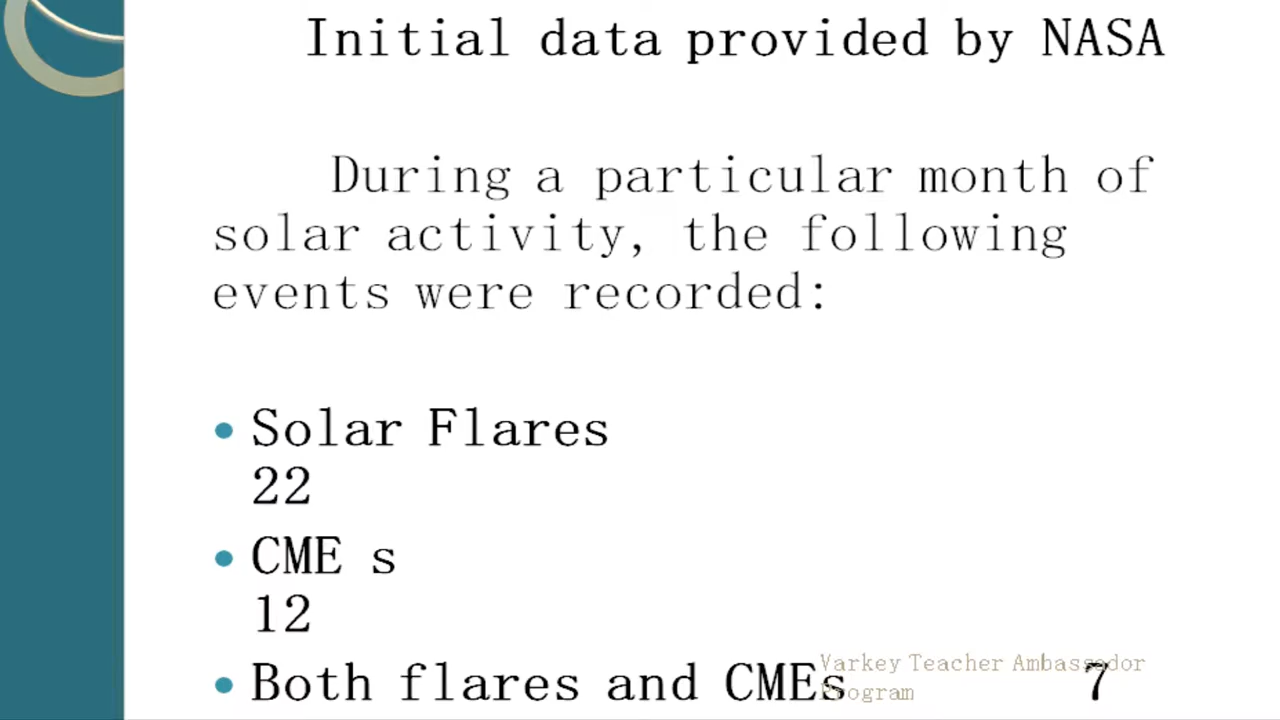 Initial data provided by NASA
During a particular month of
solar activity, the following
events were recorded:
• Solar Flares
22
• CME s
12
• Both flares and CMEs 7
Varkey Teacher Ambassador
Program